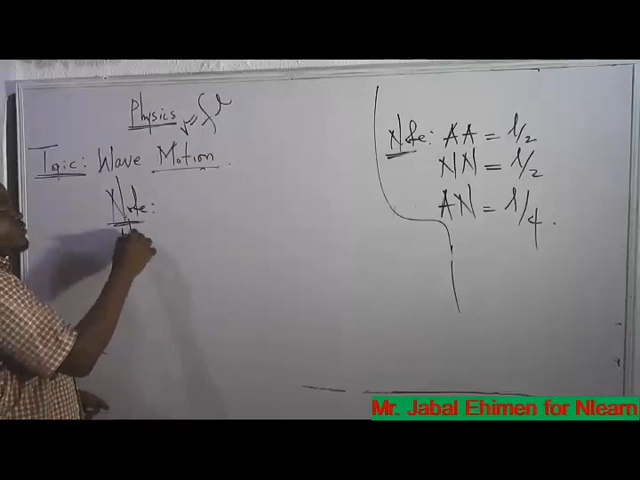 Physics
Topic: Wave Motion.
Note:
Note: AA = λ/2
NN = λ/2
AN = λ/4.
Mr. Jabal Ehimen for Nlearn